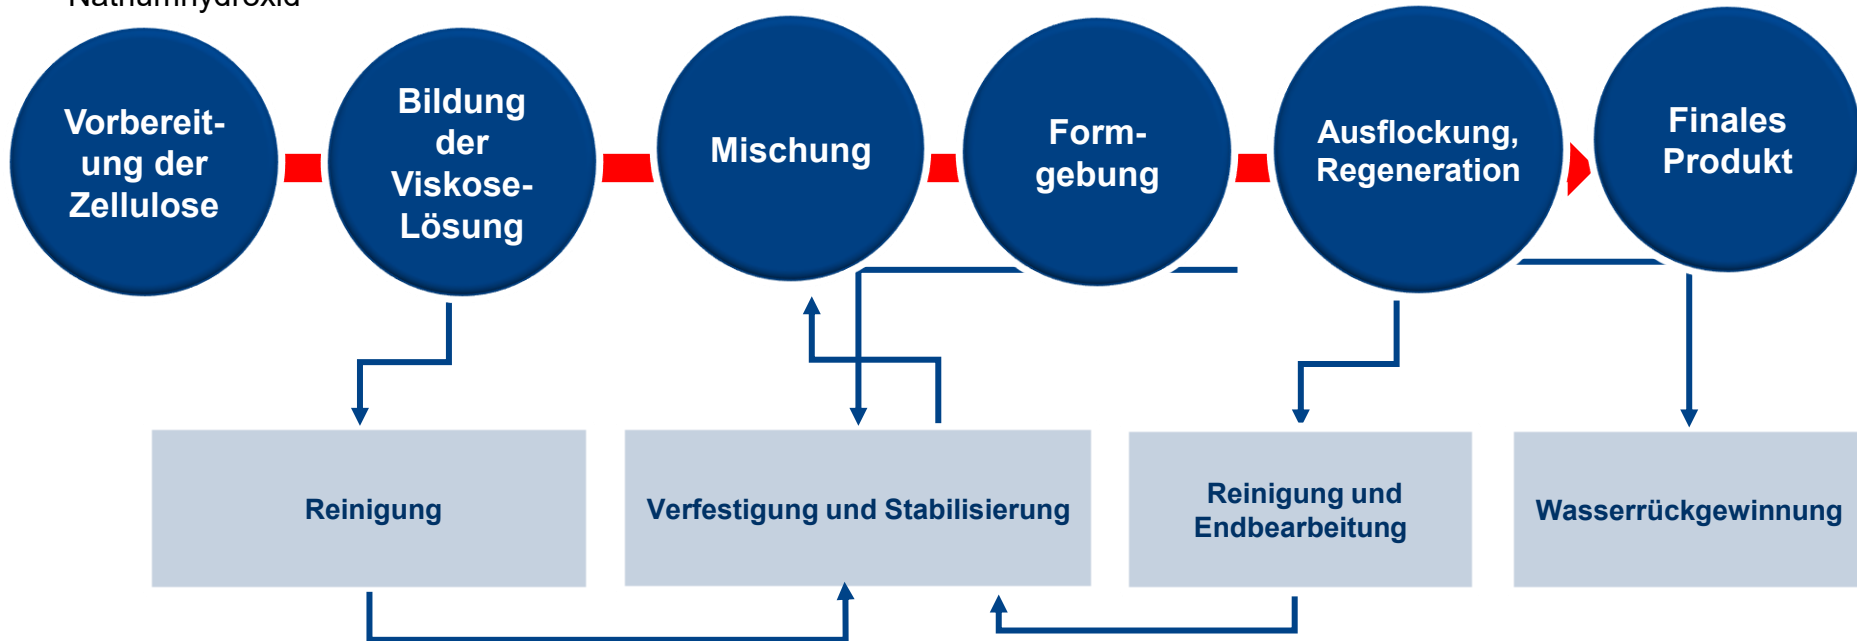 Natriumhydroxid
Vorbereit-
ung der
Zellulose
Bildung
der
Viskose-
Lösung
Mischung
Form-
gebung
Ausflockung,
Regeneration
Finales
Produkt
Reinigung
Verfestigung und Stabilisierung
Reinigung und
Endbearbeitung
Wasserrückgewinnung